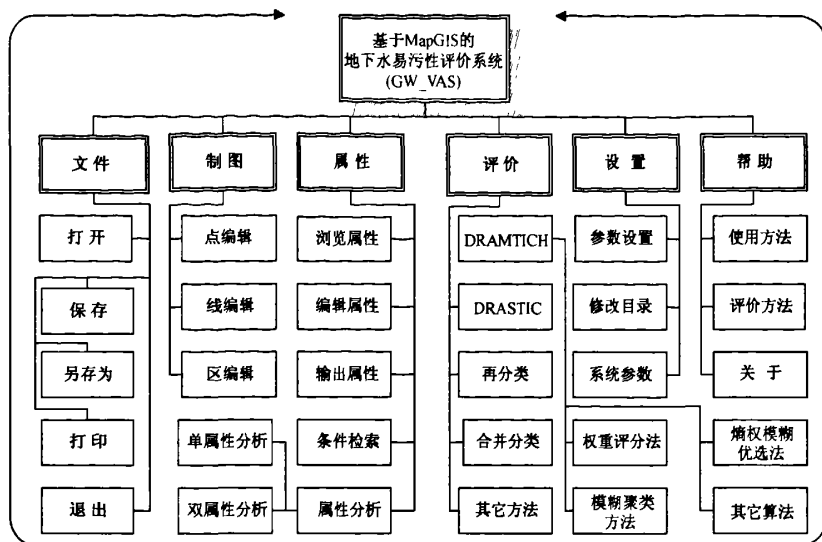 基于MapGIS的
地下水易污性评价系统
(GW_VAS)
文件
制图
属性
评价
设置
帮助
打开
点编辑
浏览属性
DRAMTICH
参数设置
使用方法
保存
线编辑
编辑属性
DRASTIC
修改目录
评价方法
另存为
区编辑
输出属性
再分类
系统参数
关于
打印
单属性分析
条件检索
合并分类
权重评分法
熵权模糊
优选法
退出
双属性分析
属性分析
其它方法
模糊聚类
方法
其它算法